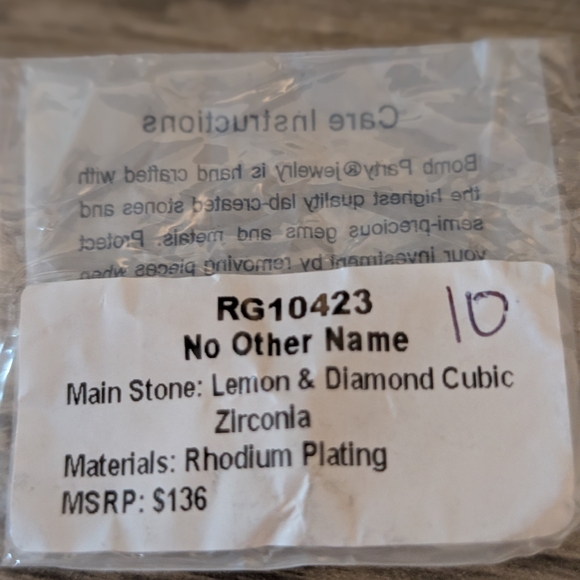 Care Instructions
Bomb Party®jewelry is hand crafted with
the highest quality lab-created stones and
semi-precious gems and metals. Protect
your investment by removing pieces when
RG10423
No Other Name
10
Main Stone: Lemon & Diamond Cubic
Zirconia
Materials: Rhodium Plating
MSRP: $136